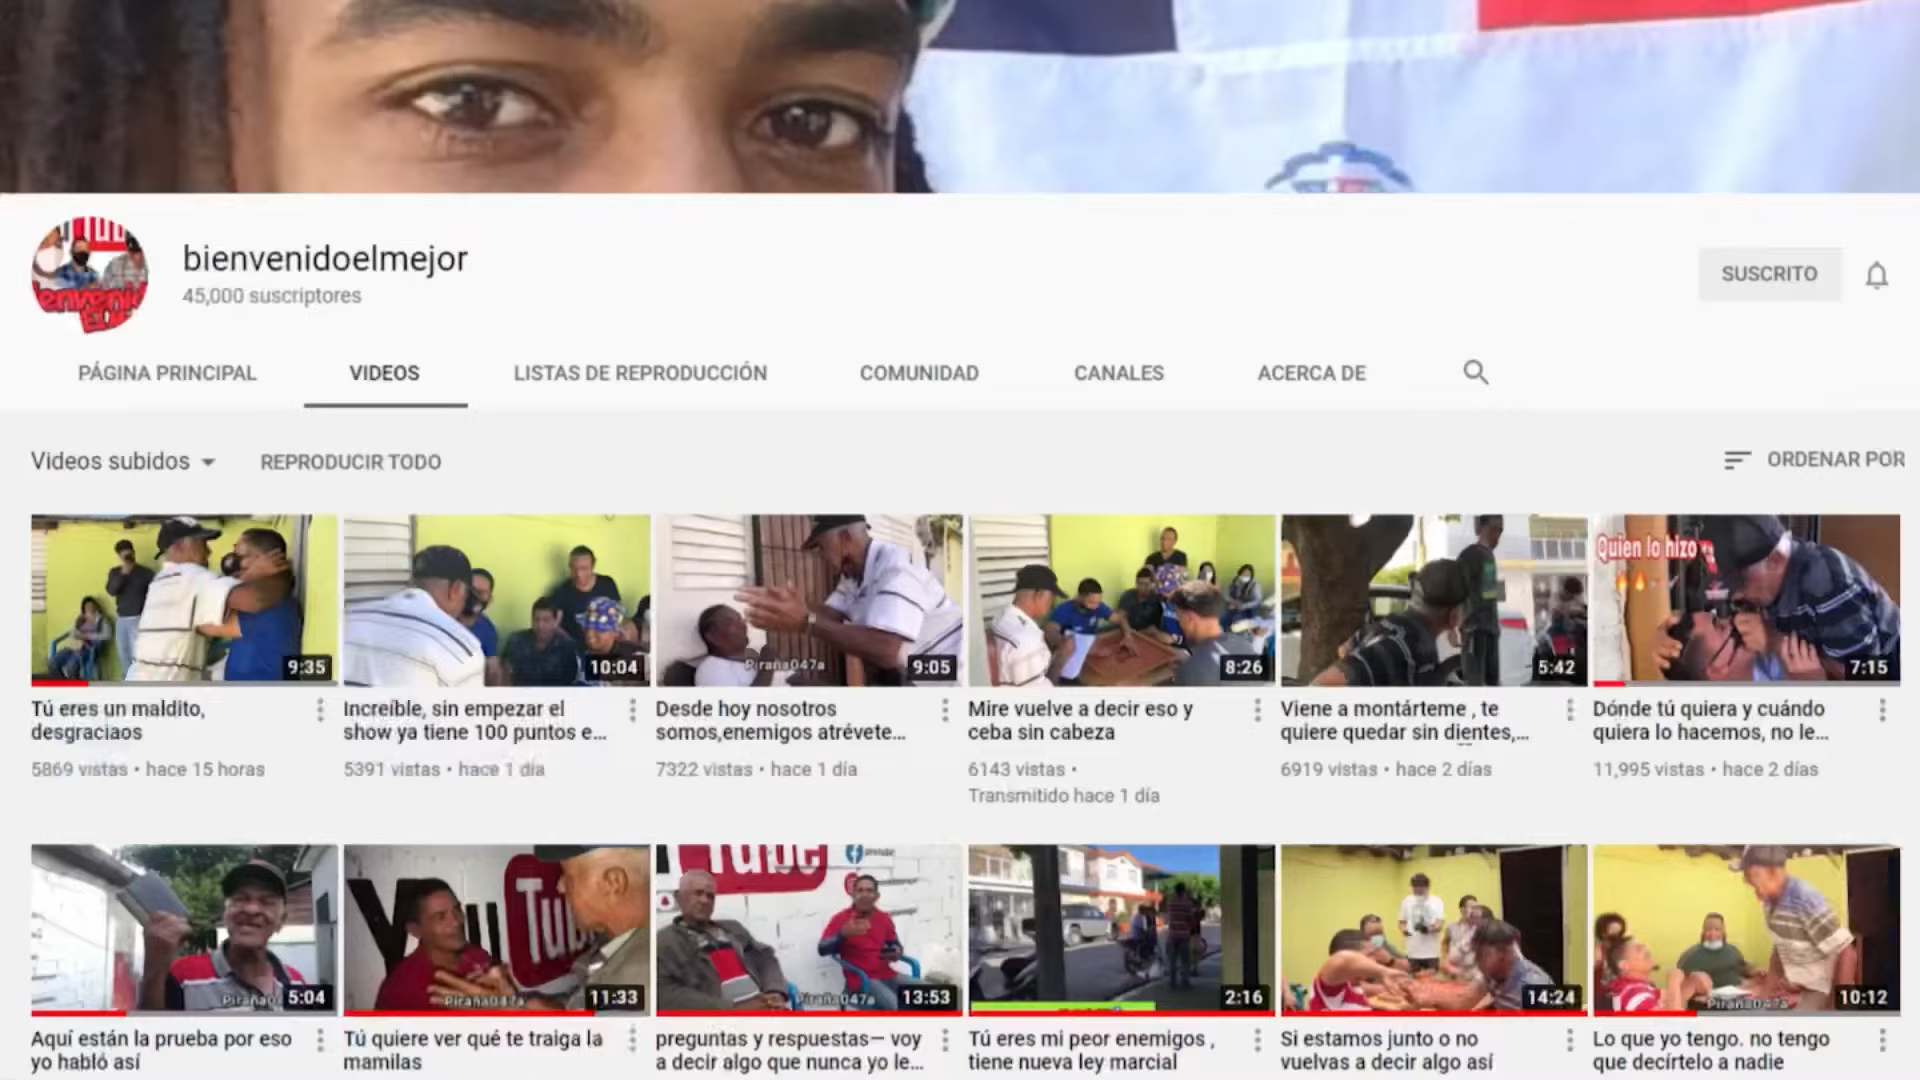 bienvenidoelmejor
45,000 suscriptores
SUSCRITO
PÁGINA PRINCIPAL
VIDEOS
LISTAS DE REPRODUCCIÓN
COMUNIDAD
CANALES
ACERCA DE
Videos subidos
REPRODUCIR TODO
ORDENAR POR
9:35
10:04
Piraña047a
9:05
8:26
5:42
Quien lo hizo
7:15
Tú eres un maldito,
desgraciaos
5869 vistas • hace 15 horas
Increíble, sin empezar el
show ya tiene 100 puntos e...
5391 vistas • hace 1 día
Desde hoy nosotros
somos,enemigos atrévete...
7322 vistas • hace 1 día
Mire vuelve a decir eso y
ceba sin cabeza
6143 vistas •
Transmitido hace 1 día
Viene a montárteme , te
quiere quedar sin dientes,...
6919 vistas • hace 2 días
Dónde tú quiera y cuándo
quiera lo hacemos, no le...
11,995 vistas • hace 2 días
5:04
You Tube
Piraña047a
11:33
Tube
Piraña047a
13:53
2:16
14:24
Piraña047a
10:12
Aquí están la prueba por eso
yo habló así
Tú quiere ver qué te traiga la
mamilas
preguntas y respuestas— voy
a decir algo que nunca yo le...
Tú eres mi peor enemigos ,
tiene nueva ley marcial
Si estamos junto o no
vuelvas a decir algo así
Lo que yo tengo. no tengo
que decírtelo a nadie